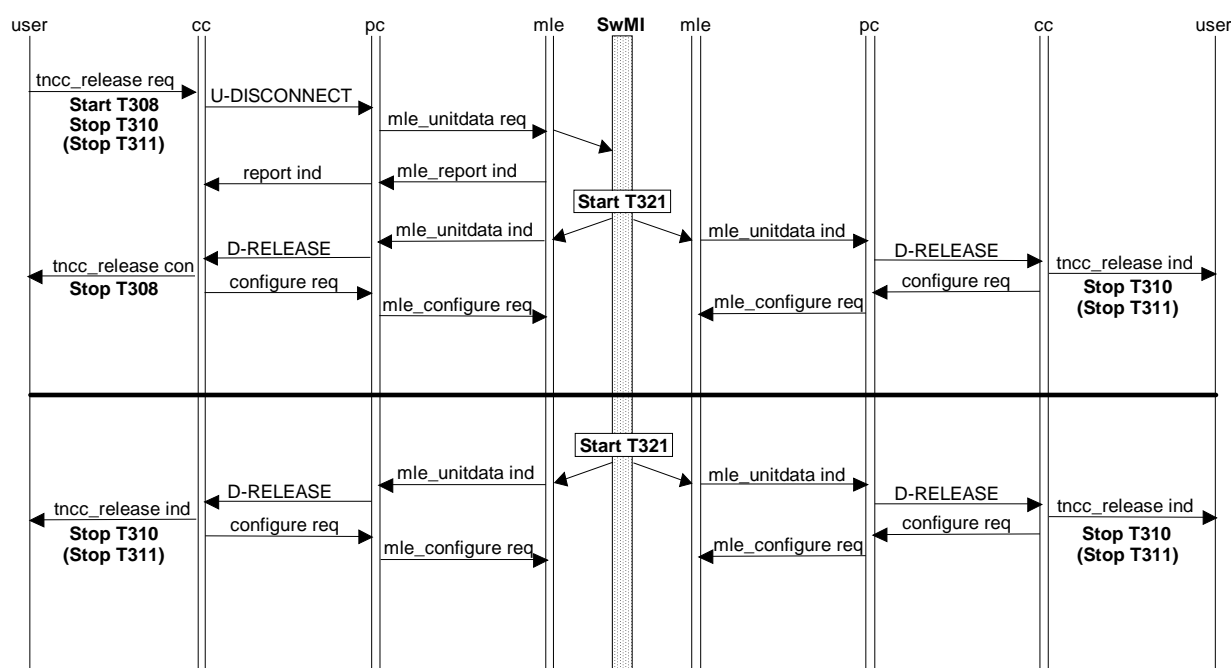 user cc pc mle SwMI mle pc cc user
tncc_release req
Start T308
Stop T310
(Stop T311)
U-DISCONNECT
mle_unitdata req
report ind
mle_report ind
Start T321
mle_unitdata ind
D-RELEASE
tncc_release con
Stop T308
configure req
mle_configure req
mle_unitdata ind
D-RELEASE
tncc_release ind
configure req
Stop T310
(Stop T311)
mle_configure req
Start T321
mle_unitdata ind
D-RELEASE
tncc_release ind
Stop T310
(Stop T311)
configure req
mle_configure req
mle_unitdata ind
D-RELEASE
tncc_release ind
configure req
Stop T310
(Stop T311)
mle_configure req